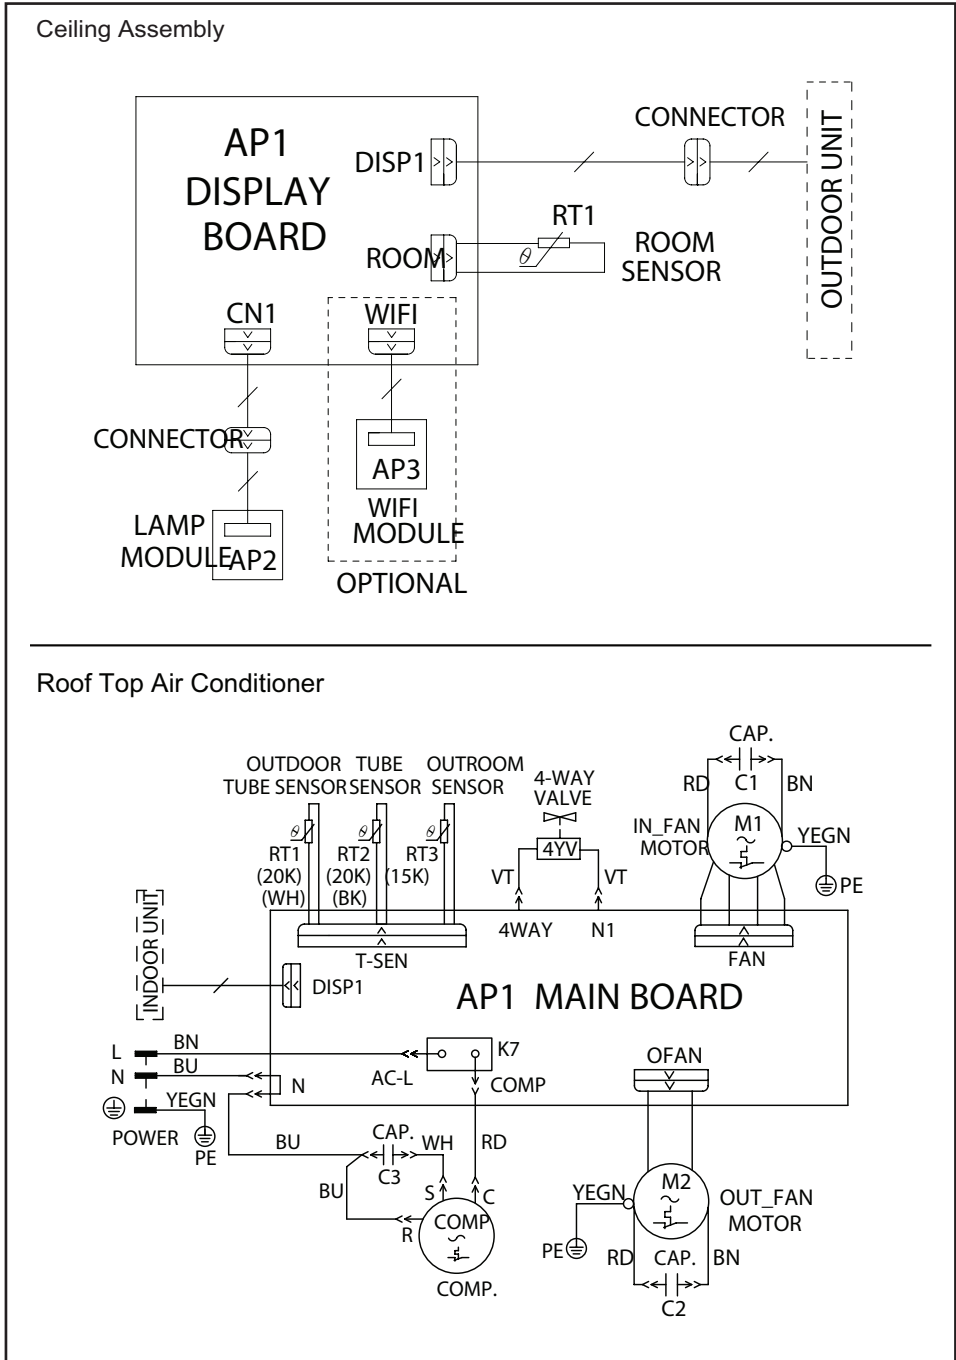 Ceiling Assembly
AP1
DISPLAY
BOARD
DISP1
CONNECTOR
OUTDOOR UNIT
ROOM
θ
RT1
ROOM
SENSOR
CN1
WIFI
CONNECTOR
AP3
WIFI
MODULE
LAMP
MODULE
AP2
OPTIONAL
Roof Top Air Conditioner
OUTDOOR
TUBE SENSOR
TUBE
SENSOR
OUTROOM
SENSOR
4-WAY
VALVE
CAP.
RD
C1
BN
θ
θ
θ
RT1
(20K)
(WH)
RT2
(20K)
(BK)
RT3
(15K)
4YV
VT
VT
IN_FAN
MOTOR
M1
YEGN
PE
INDOOR UNIT
T-SEN
4WAY
N1
FAN
DISP1
AP1 MAIN BOARD
L
BN
AC-L
K7
COMP
OFAN
N
BU
N
YEGN
POWER
PE
BU
CAP.
C3
WH
RD
BU
S
C
R
COMP
COMP.
M2
YEGN
PE
OUT_FAN
MOTOR
RD
CAP.
BN
C2